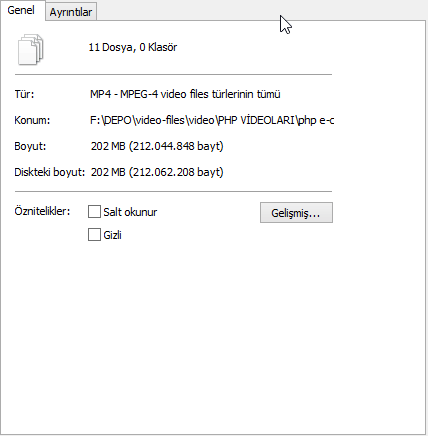 Genel Ayrıntılar
11 Dosya, 0 Klasör
Tür: MP4 - MPEG-4 video files türlerinin tümü
Konum: F:\DEPO\video-files\video\PHP VİDEOLARI\php e-c
Boyut: 202 MB (212.044.848 bayt)
Diskteki boyut: 202 MB (212.062.208 bayt)
Öznitelikler: Salt okunur Gelişmiş...
Gizli